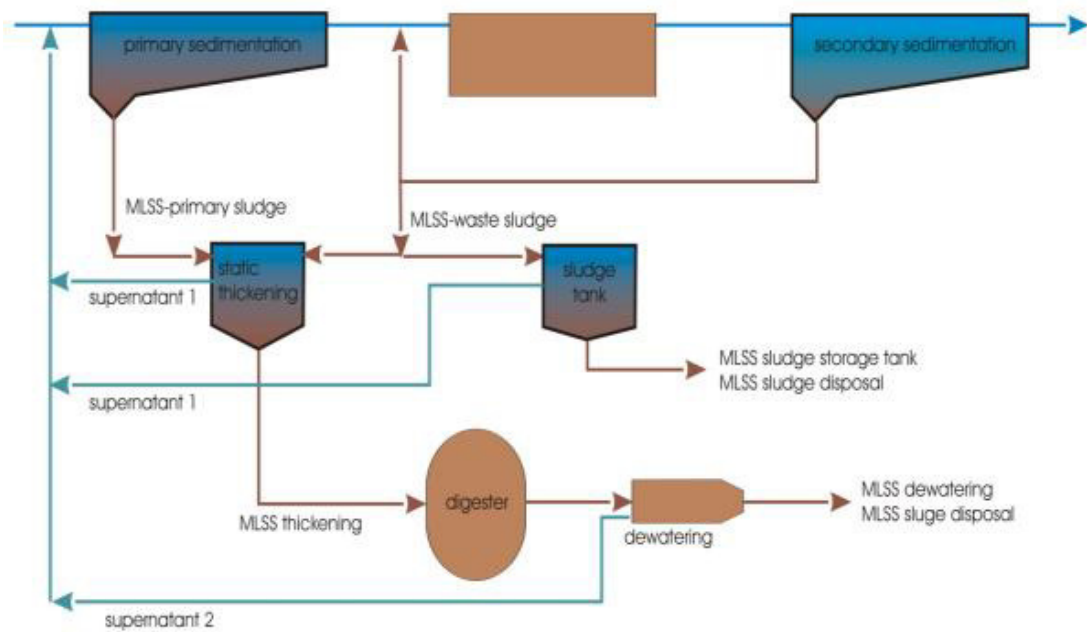 primary sedimentation
secondary sedimentation
MLSS-primary sludge
MLSS-waste sludge
static
thickening
sludge
tank
supernatant 1
MLSS sludge storage tank
MLSS sludge disposal
supernatant 1
digester
MLSS dewatering
MLSS sluge disposal
MLSS thickening
dewatering
supernatant 2